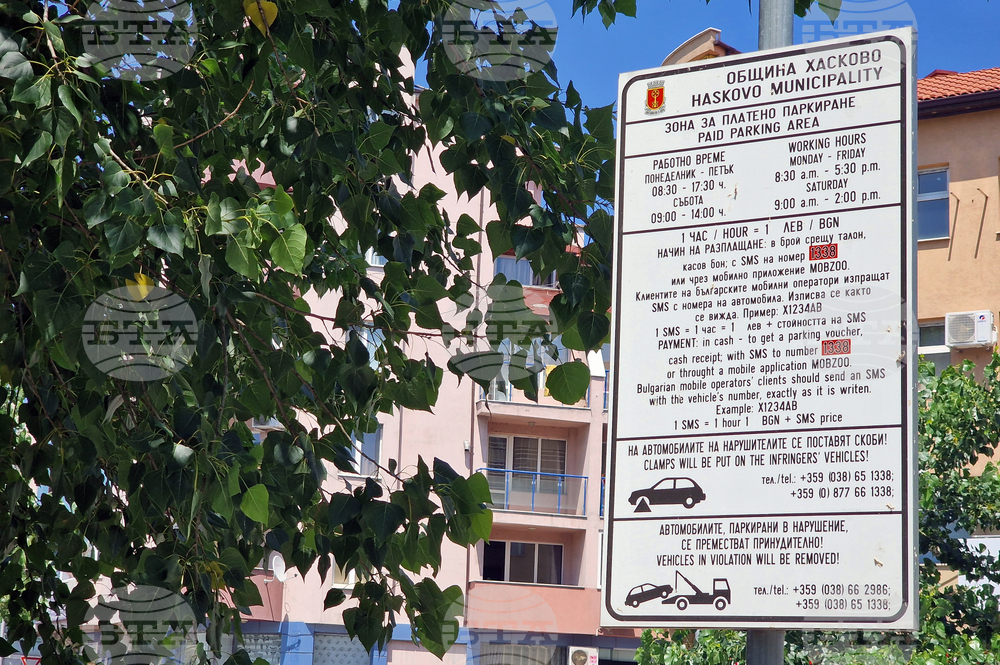 ОБЩИНА ХАСКОВО
HASKOVO MUNICIPALITY
ЗОНА ЗА ПЛАТЕНО ПАРКИРАНЕ
PAID PARKING AREA
РАБОТНО ВРЕМЕ
ПОНЕДЕЛНИК - ПЕТЪК
08:30 - 17:30 ч.
СЪБОТА
09:00 - 14:00 ч.
WORKING HOURS
MONDAY - FRIDAY
8:30 a.m. - 5:30 p.m.
SATURDAY
9:00 a.m. - 2:00 p.m.
1 ЧАС / HOUR = 1 ЛЕВ / BGN
НАЧИН НА РАЗПЛАЩАНЕ: в брой срещу талон,
касов бон; с SMS на номер 1338
или чрез мобилно приложение MOBZOO.
Клиентите на българските мобилни оператори изпращат
SMS с номера на автомобила. Изписва се както
се вижда. Пример: X1234AB
1 SMS = 1 час = 1 лев + стойността на SMS
PAYMENT: in cash - to get a parking voucher,
cash receipt; with SMS to number 1338
or throught a mobile application MOBZOO.
Bulgarian mobile operators' clients should send an SMS
with the vehicle's number, exactly as it is writen.
Example: X1234AB
1 SMS = 1 hour 1 BGN + SMS price
НА АВТОМОБИЛИТЕ НА НАРУШИТЕЛИТЕ СЕ ПОСТАВЯТ СКОБИ!
CLAMPS WILL BE PUT ON THE INFRINGERS' VEHICLES!
тел./tel.: +359 (038) 65 1338;
+359 (0) 877 66 1338;
АВТОМОБИЛИТЕ, ПАРКИРАНИ В НАРУШЕНИЕ,
СЕ ПРЕМЕСТВАТ ПРИНУДИТЕЛНО!
VEHICLES IN VIOLATION WILL BE REMOVED!
тел./tel.: +359 (038) 66 2986;
+359 (038) 65 1338;
БТА
БТА
БТА
БТА
БТА
БТА
БТА